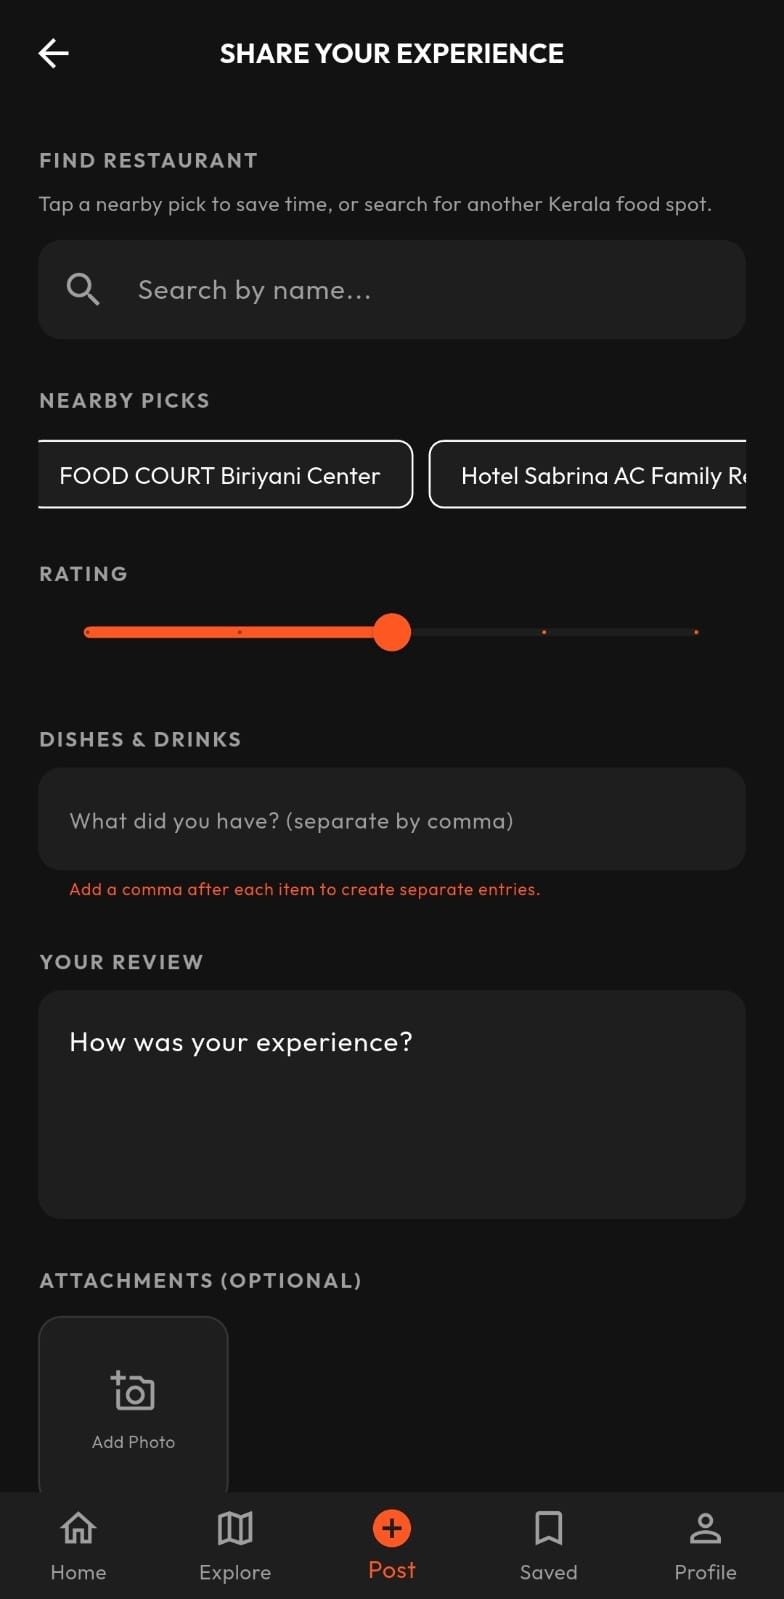 SHARE YOUR EXPERIENCE
FIND RESTAURANT
Tap a nearby pick to save time, or search for another Kerala food spot.
Search by name...
NEARBY PICKS
FOOD COURT Biriyani Center
Hotel Sabrina AC Family
RATING
DISHES & DRINKS
What did you have? (separate by comma)
Add a comma after each item to create separate entries.
YOUR REVIEW
How was your experience?
ATTACHMENTS (OPTIONAL)
Add Photo
Home
Explore
Post
Saved
Profile